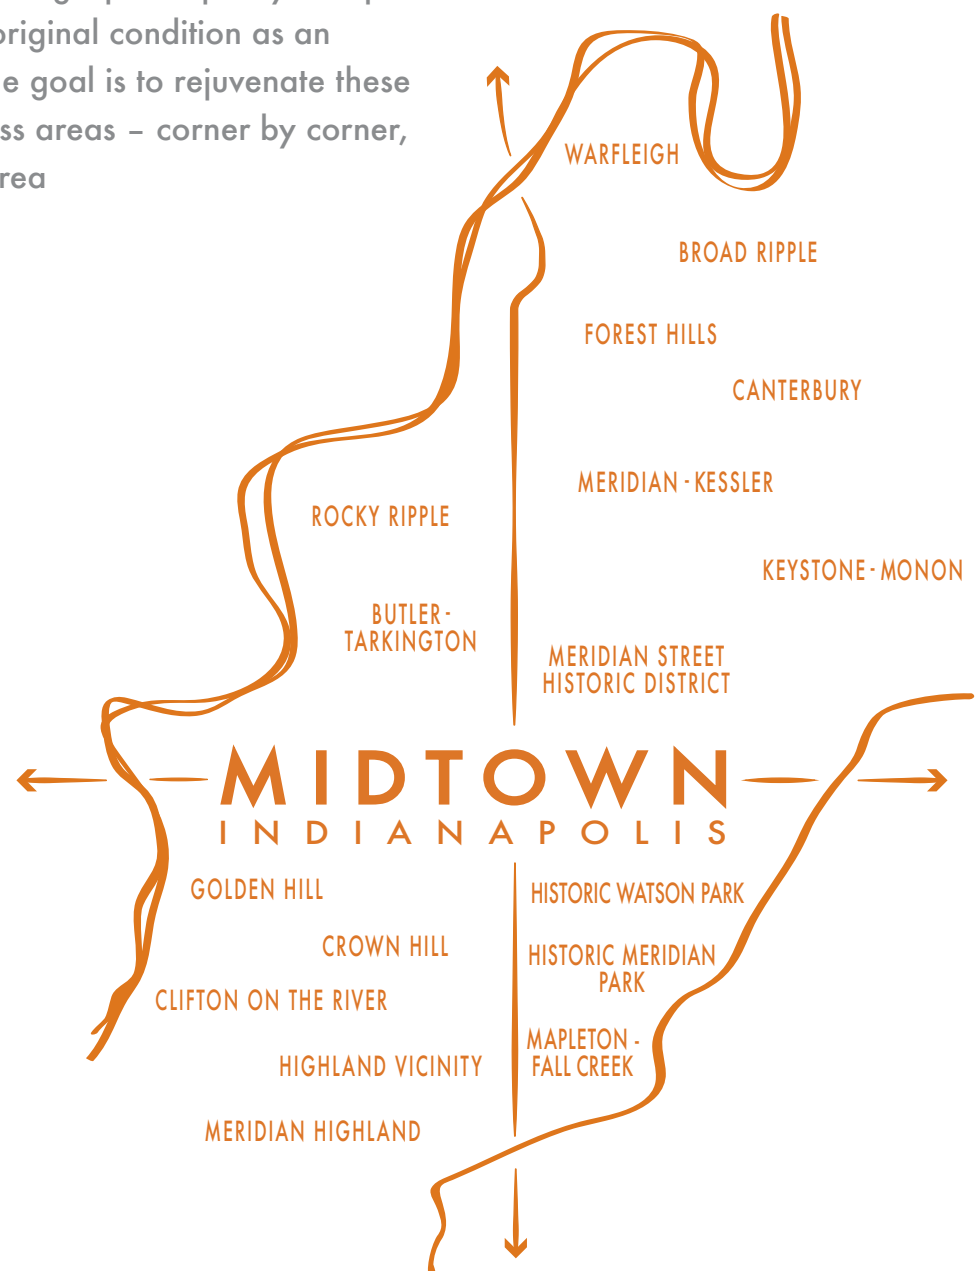 original condition as an
goal is to rejuvenate these
areas – corner by corner,
WARFLEIGH
BROAD RIPPLE
FOREST HILLS
CANTERBURY
MERIDIAN - KESSLER
ROCKY RIPPLE
KEYSTONE - MONON
BUTLER -
TARKINGTON
MERIDIAN STREET
HISTORIC DISTRICT
MIDTOWN
INDIANAPOLIS
GOLDEN HILL
HISTORIC WATSON PARK
CROWN HILL
HISTORIC MERIDIAN
PARK
CLIFTON ON THE RIVER
MAPLETON -
FALL CREEK
HIGHLAND VICINITY
MERIDIAN HIGHLAND